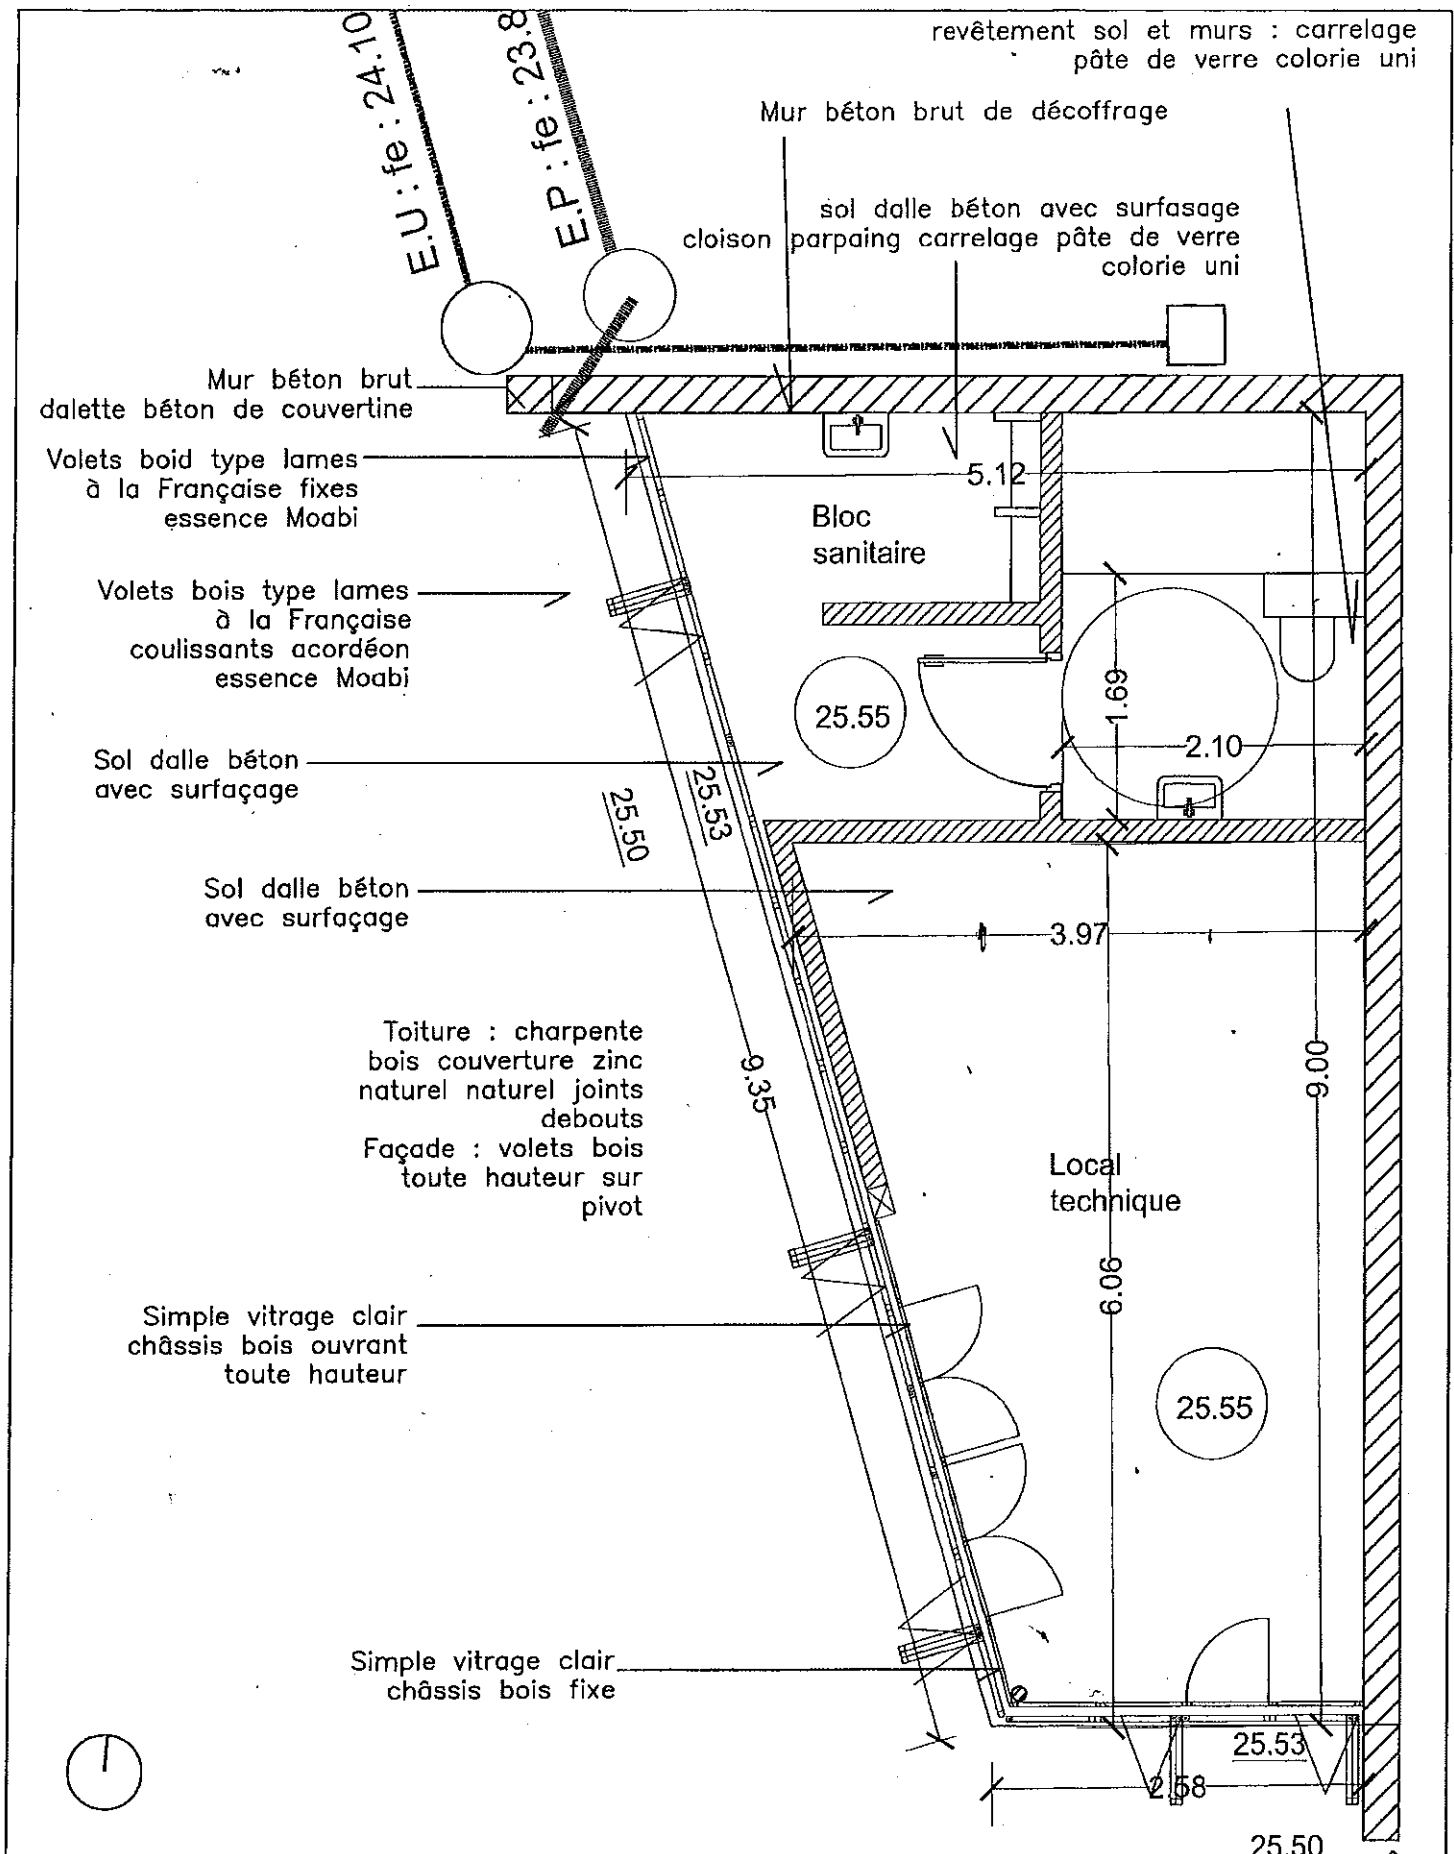 E.U : fe : 24.10
E.P : fe : 23.8
revêtement sol et murs : carrelage
pâte de verre colorie uni
Mur béton brut de décoffrage
sol dalle béton avec surfasage
cloison parpaing carrelage pâte de verre
colorie uni
Mur béton brut
dalette béton de couvertine
Volets boid type lames
à la Française fixes
essence Moabi
5.12
Bloc
sanitaire
Volets bois type lames
à la Française
coulissants acordéon
essence Moabi
1.69
25.55
2.10
Sol dalle béton
avec surfaçage
25.53
25.50
Sol dalle béton
avec surfaçage
3.97
Toiture : charpente
bois couverture zinc
naturel naturel joints
debouts
Façade : volets bois
toute hauteur sur
pivot
9.35
9.00
Local
technique
6.06
Simple vitrage clair
châssis bois ouvrant
toute hauteur
25.55
Simple vitrage clair
châssis bois fixe
25.53
2.58
25.50